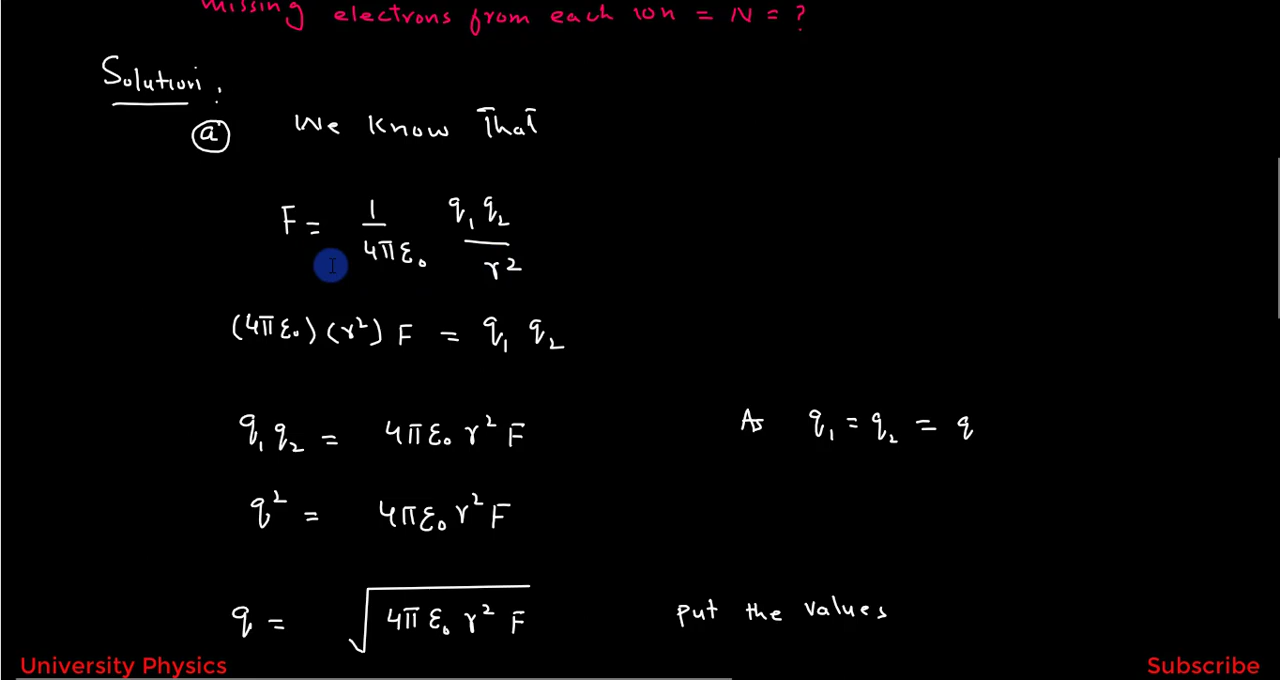 missing electrons from each ion = N = ?
Solution:
(a) We know That
F = 1/4πε₀ q₁q₂/r²
(4πε₀)(r²) F = q₁ q₂
q₁q₂ = 4πε₀ r² F As q₁ = q₂ = q
q² = 4πε₀ r² F
q = √(4πε₀ r² F) put the values
University Physics
Subscribe